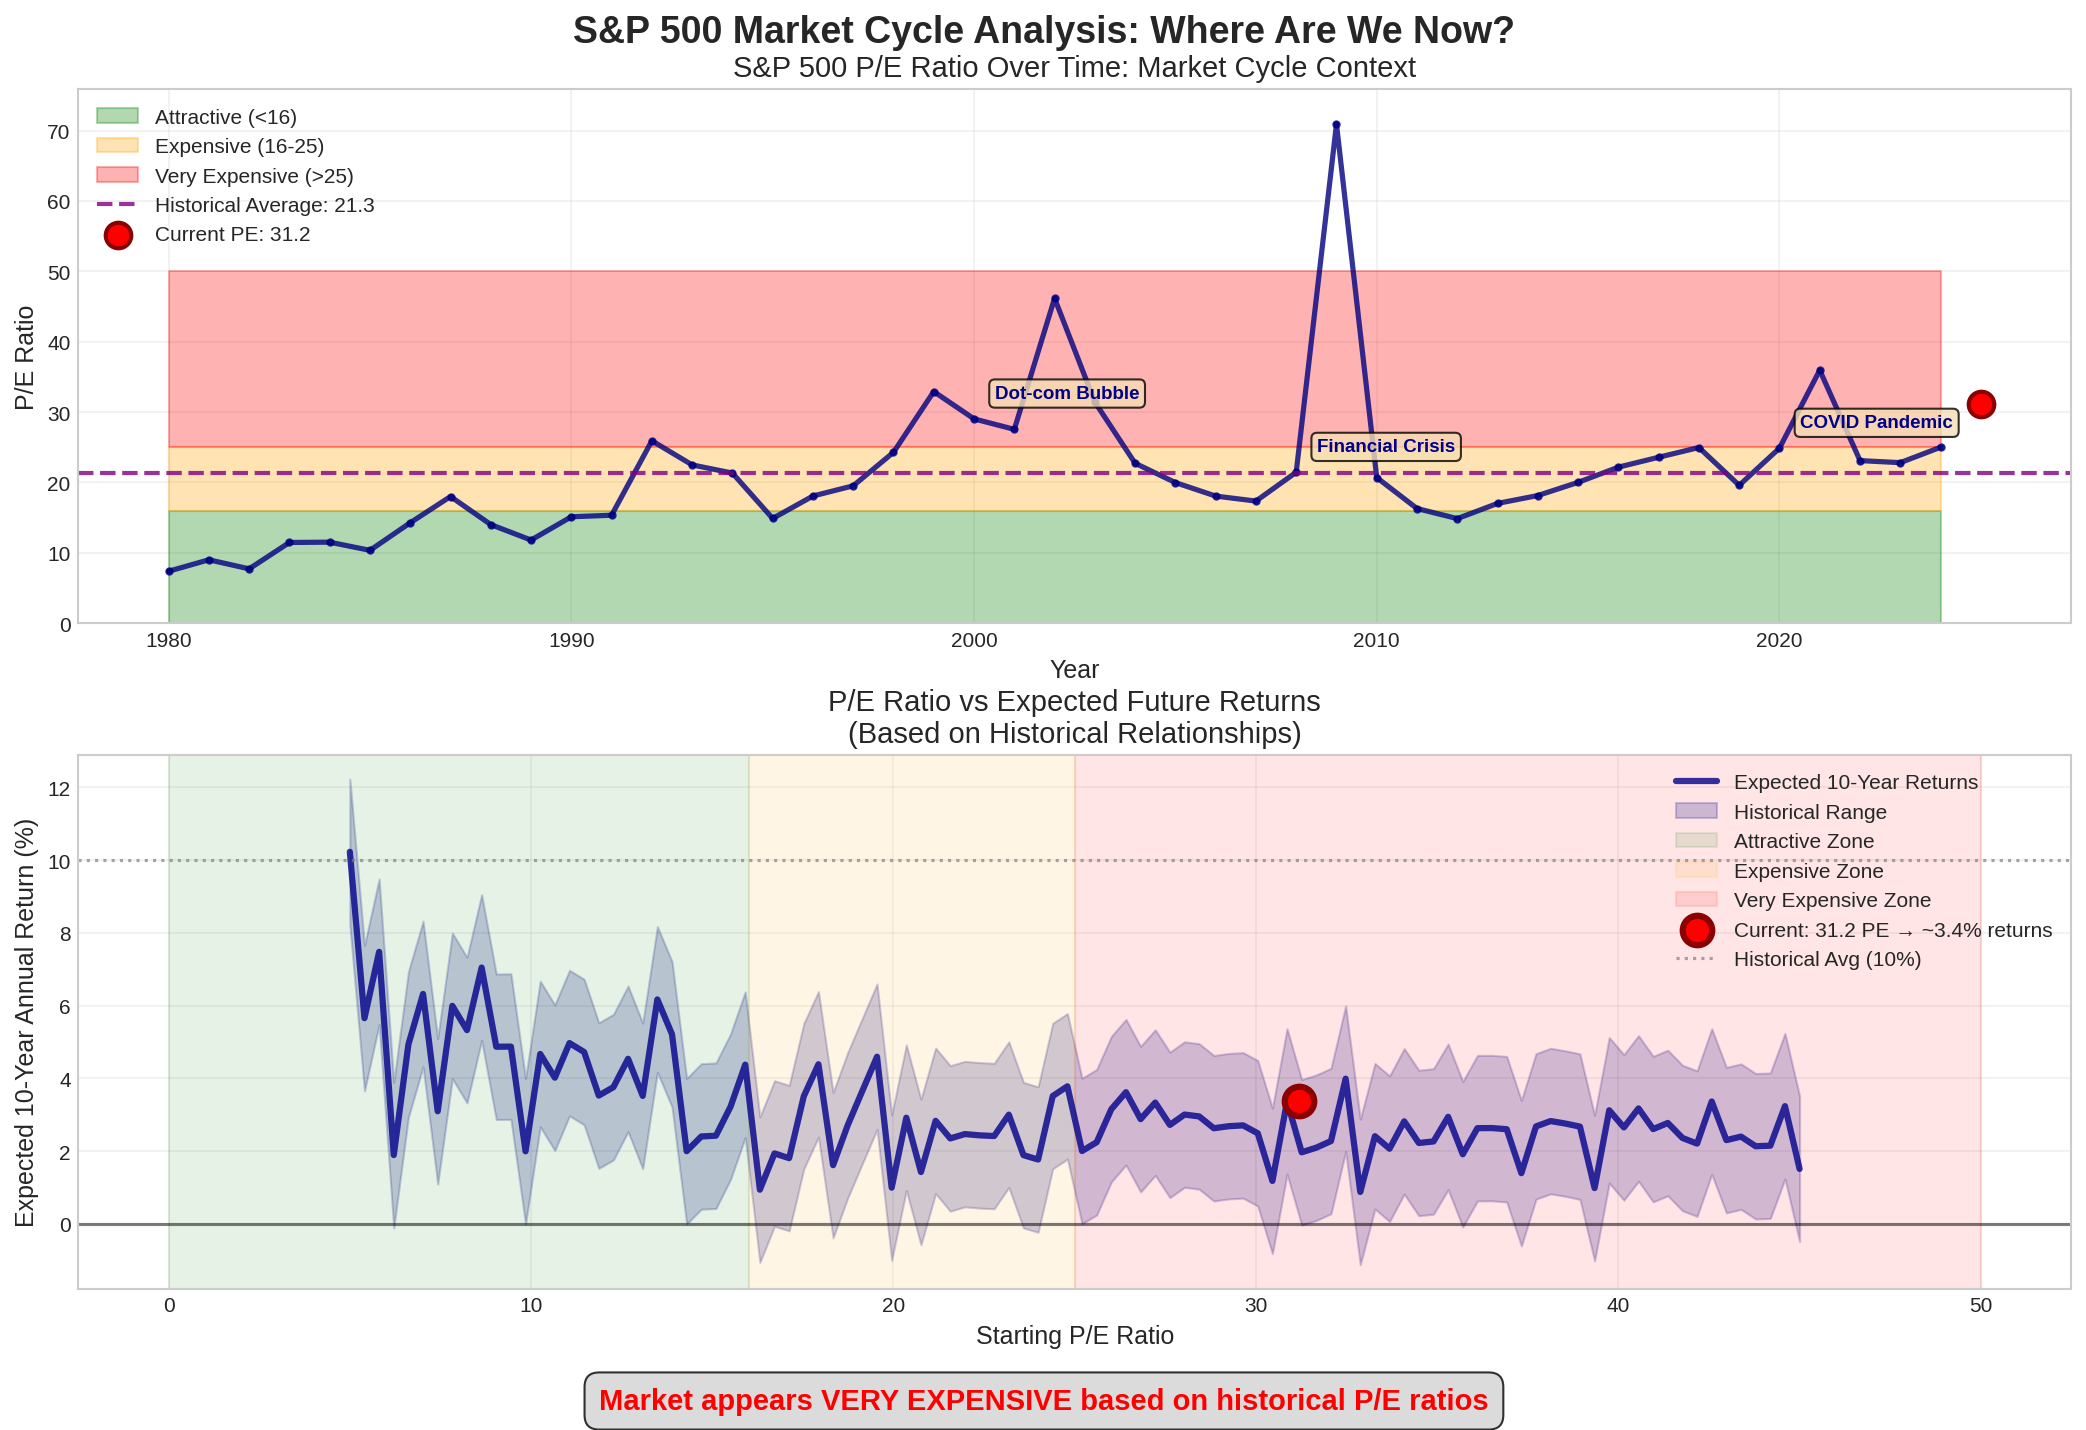 S&P 500 Market Cycle Analysis: Where Are We Now?
S&P 500 P/E Ratio Over Time: Market Cycle Context
Attractive (<16)
Expensive (16-25)
Very Expensive (>25)
Historical Average: 21.3
Current PE: 31.2
P/E Ratio
70
60
50
40
30
20
10
0
Dot-com Bubble
Financial Crisis
COVID Pandemic
1980
1990
2000
2010
2020
Year
P/E Ratio vs Expected Future Returns
(Based on Historical Relationships)
Expected 10-Year Returns
Historical Range
Attractive Zone
Expensive Zone
Very Expensive Zone
Current: 31.2 PE → ~3.4% returns
Historical Avg (10%)
Expected 10-Year Annual Return (%)
12
10
8
6
4
2
0
0
10
20
30
40
50
Starting P/E Ratio
Market appears VERY EXPENSIVE based on historical P/E ratios